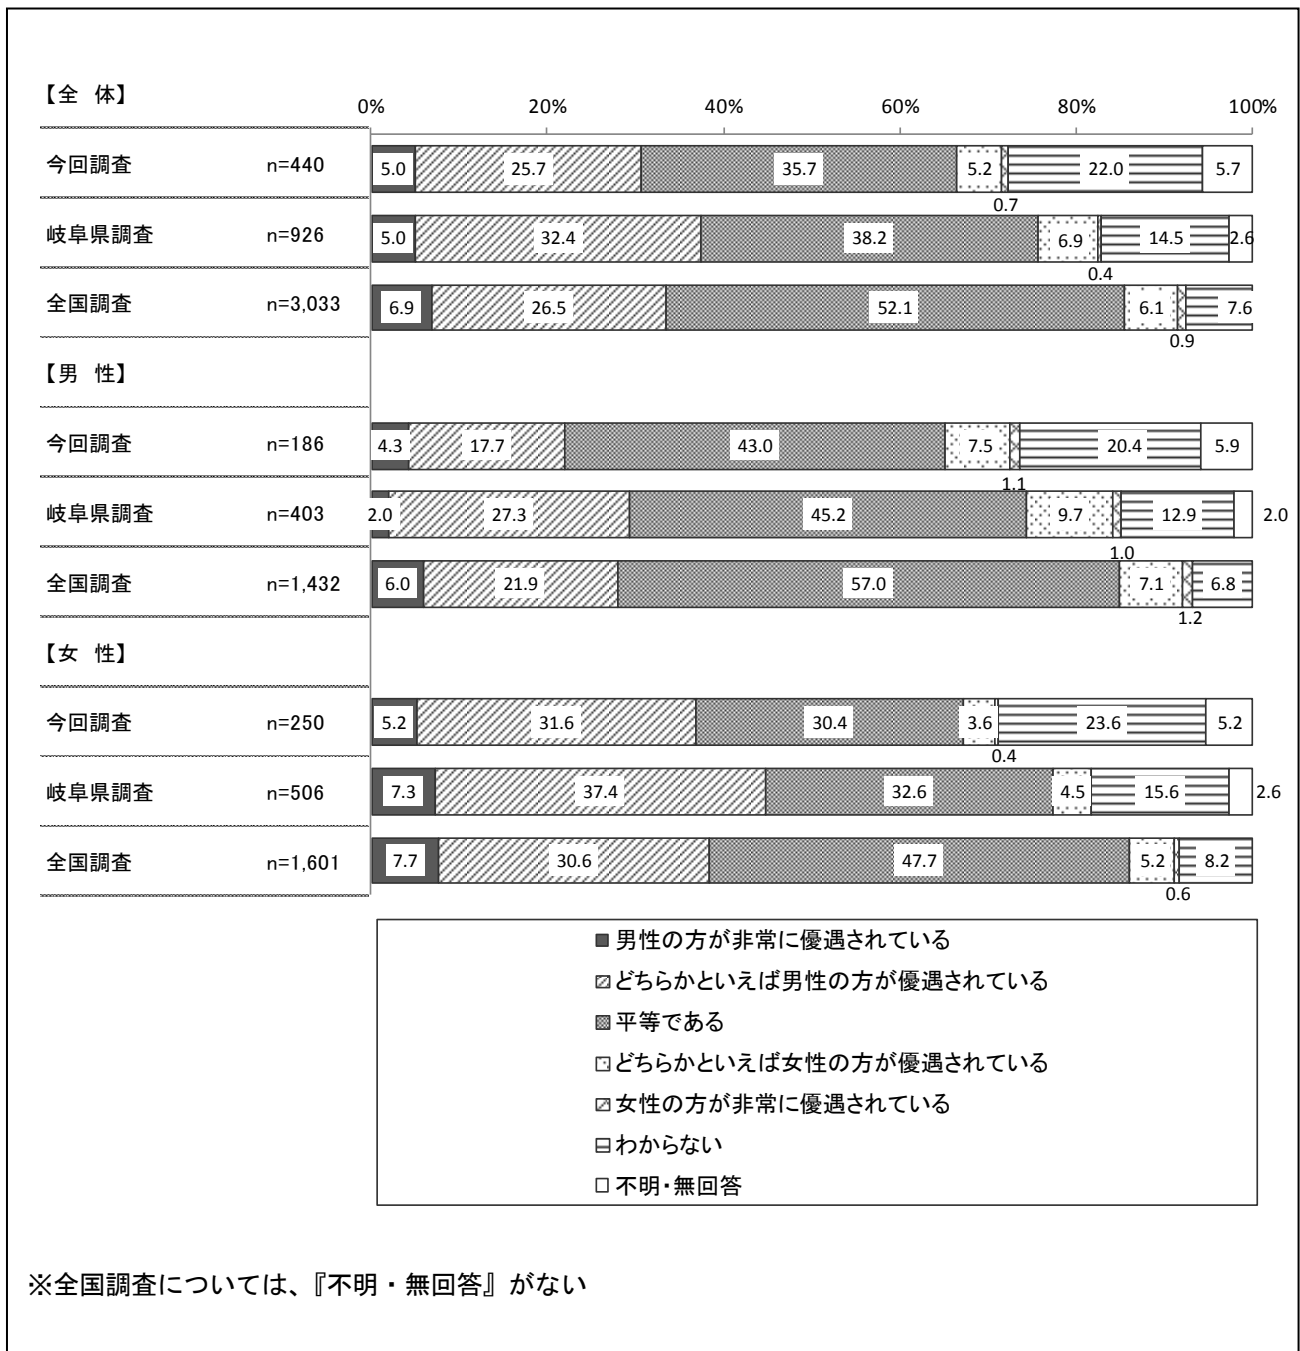 【全 体】
0% 20% 40% 60% 80% 100%
今回調査 n=440 5.0 25.7 35.7 5.2 0.7 22.0 5.7
岐阜県調査 n=926 5.0 32.4 38.2 6.9 0.4 14.5 2.6
全国調査 n=3,033 6.9 26.5 52.1 6.1 0.9 7.6
【男 性】
今回調査 n=186 4.3 17.7 43.0 7.5 1.1 20.4 5.9
岐阜県調査 n=403 2.0 27.3 45.2 9.7 1.0 12.9 2.0
全国調査 n=1,432 6.0 21.9 57.0 7.1 1.2 6.8
【女 性】
今回調査 n=250 5.2 31.6 30.4 3.6 0.4 23.6 5.2
岐阜県調査 n=506 7.3 37.4 32.6 4.5 15.6 2.6
全国調査 n=1,601 7.7 30.6 47.7 5.2 0.6 8.2
男性の方が非常に優遇されている
どちらかといえば男性の方が優遇されている
平等である
どちらかといえば女性の方が優遇されている
女性の方が非常に優遇されている
わからない
不明・無回答
※全国調査については、『不明・無回答』がない